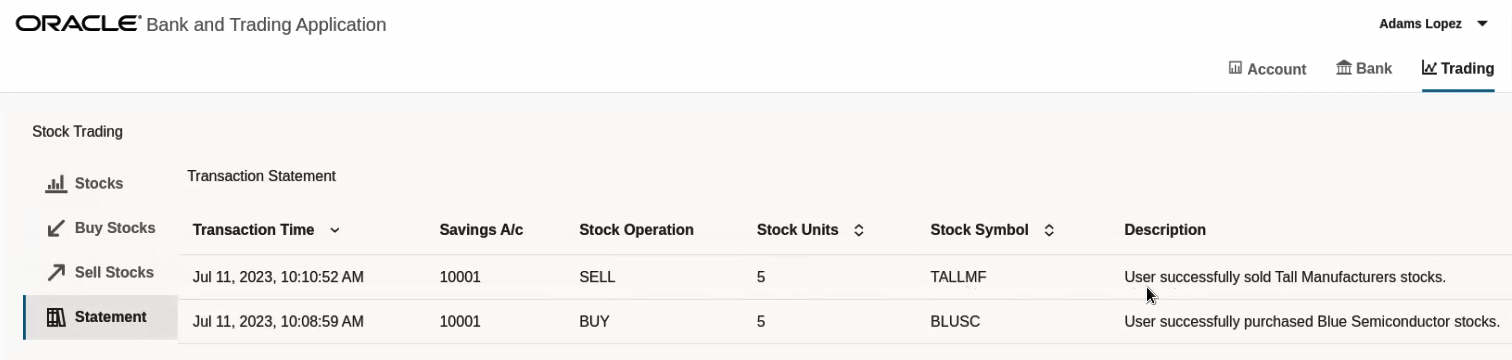 ORACLE® Bank and Trading Application
Adams Lopez
Account Bank Trading
Stock Trading
Stocks
Buy Stocks
Sell Stocks
Statement
Transaction Statement
Transaction Time Savings A/c Stock Operation Stock Units Stock Symbol Description
Jul 11, 2023, 10:10:52 AM 10001 SELL 5 TALLMF User successfully sold Tall Manufacturers stocks.
Jul 11, 2023, 10:08:59 AM 10001 BUY 5 BLUSC User successfully purchased Blue Semiconductor stocks.